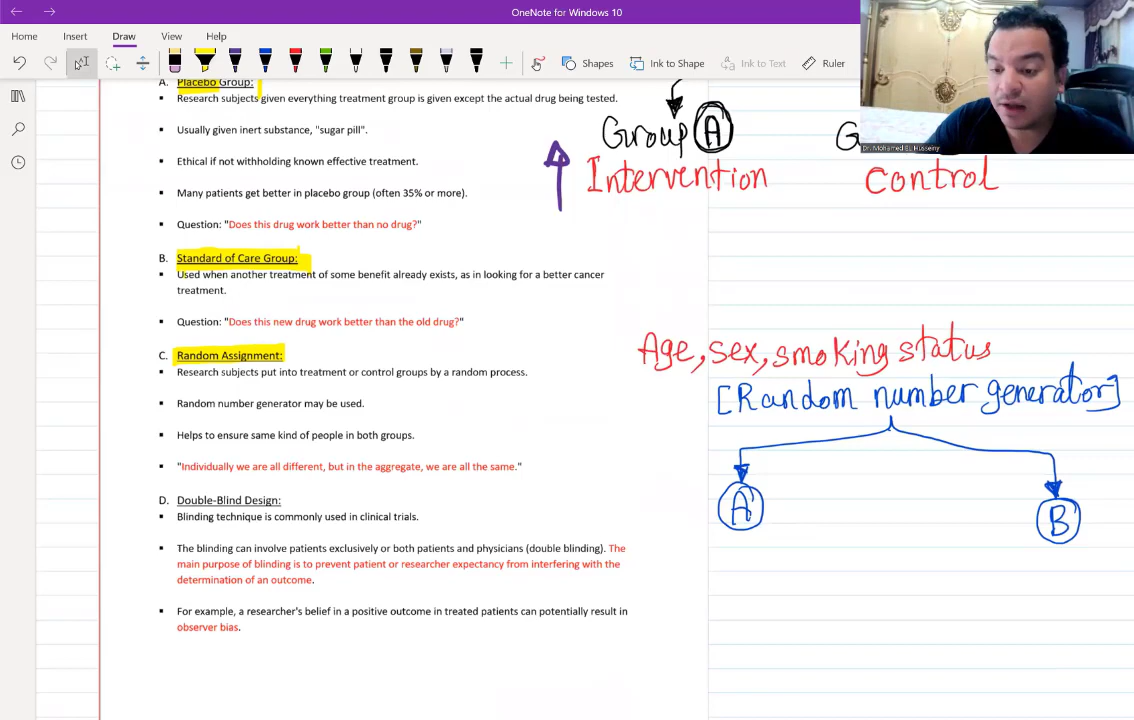 OneNote for Windows 10
Home Insert Draw View Help
Shapes Ink to Shape Ink to Text Ruler
A. Placebo Group:
Research subjects given everything treatment group is given except the actual drug being tested.
Usually given inert substance, "sugar pill".
Ethical if not withholding known effective treatment.
Many patients get better in placebo group (often 35% or more).
Question: "Does this drug work better than no drug?"
B. Standard of Care Group:
Used when another treatment of some benefit already exists, as in looking for a better cancer
treatment.
Question: "Does this new drug work better than the old drug?"
C. Random Assignment:
Research subjects put into treatment or control groups by a random process.
Random number generator may be used.
Helps to ensure same kind of people in both groups.
"Individually we are all different, but in the aggregate, we are all the same."
D. Double-Blind Design:
Blinding technique is commonly used in clinical trials.
The blinding can involve patients exclusively or both patients and physicians (double blinding). The
main purpose of blinding is to prevent patient or researcher expectancy from interfering with the
determination of an outcome.
For example, a researcher's belief in a positive outcome in treated patients can potentially result in
observer bias.
Group A
G
Intervention
Control
Age, sex, smoking status
[Random number generator]
A
B
Dr. Mohamed EL Husseiny